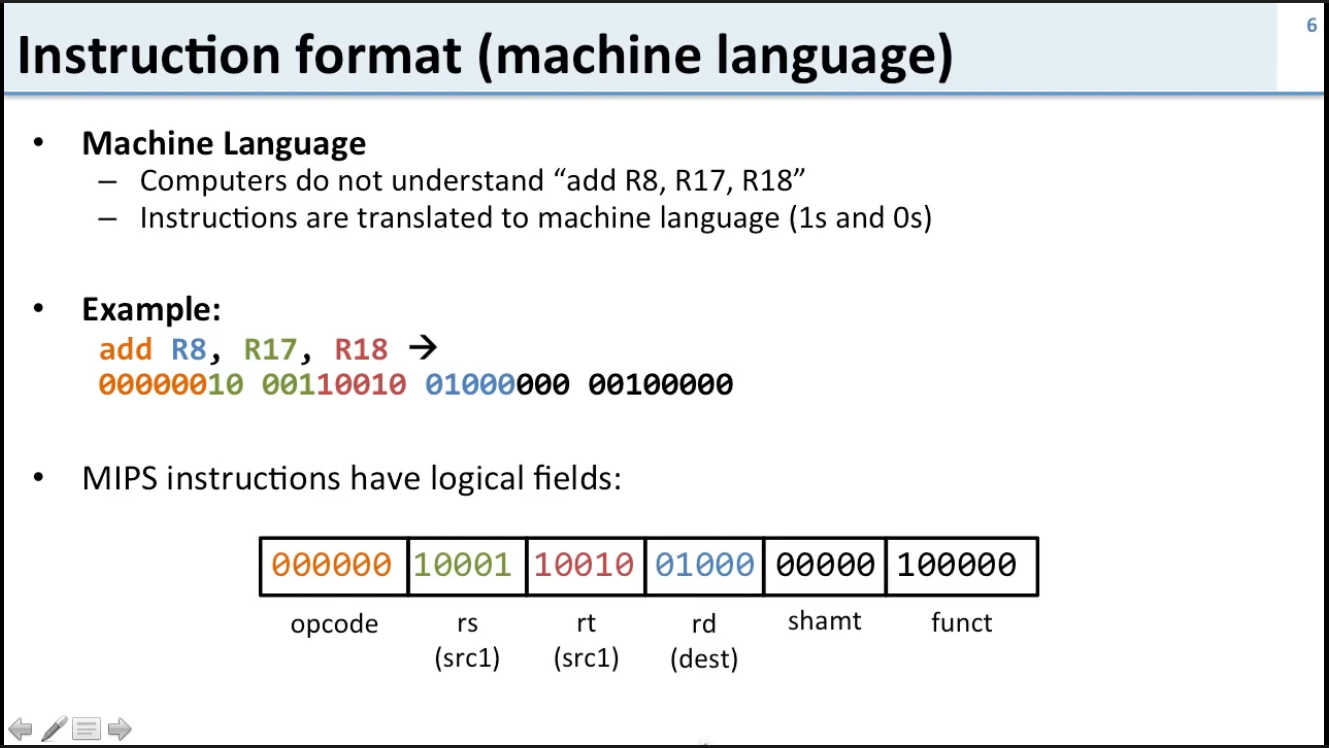 6
Instruction format (machine language)
• Machine Language
– Computers do not understand “add R8, R17, R18”
– Instructions are translated to machine language (1s and 0s)
• Example:
add R8, R17, R18 →
00000010 00110010 01000000 00100000
• MIPS instructions have logical fields:
000000 10001 10010 01000 00000 100000
opcode rs rt rd shamt funct
(src1) (src1) (dest)